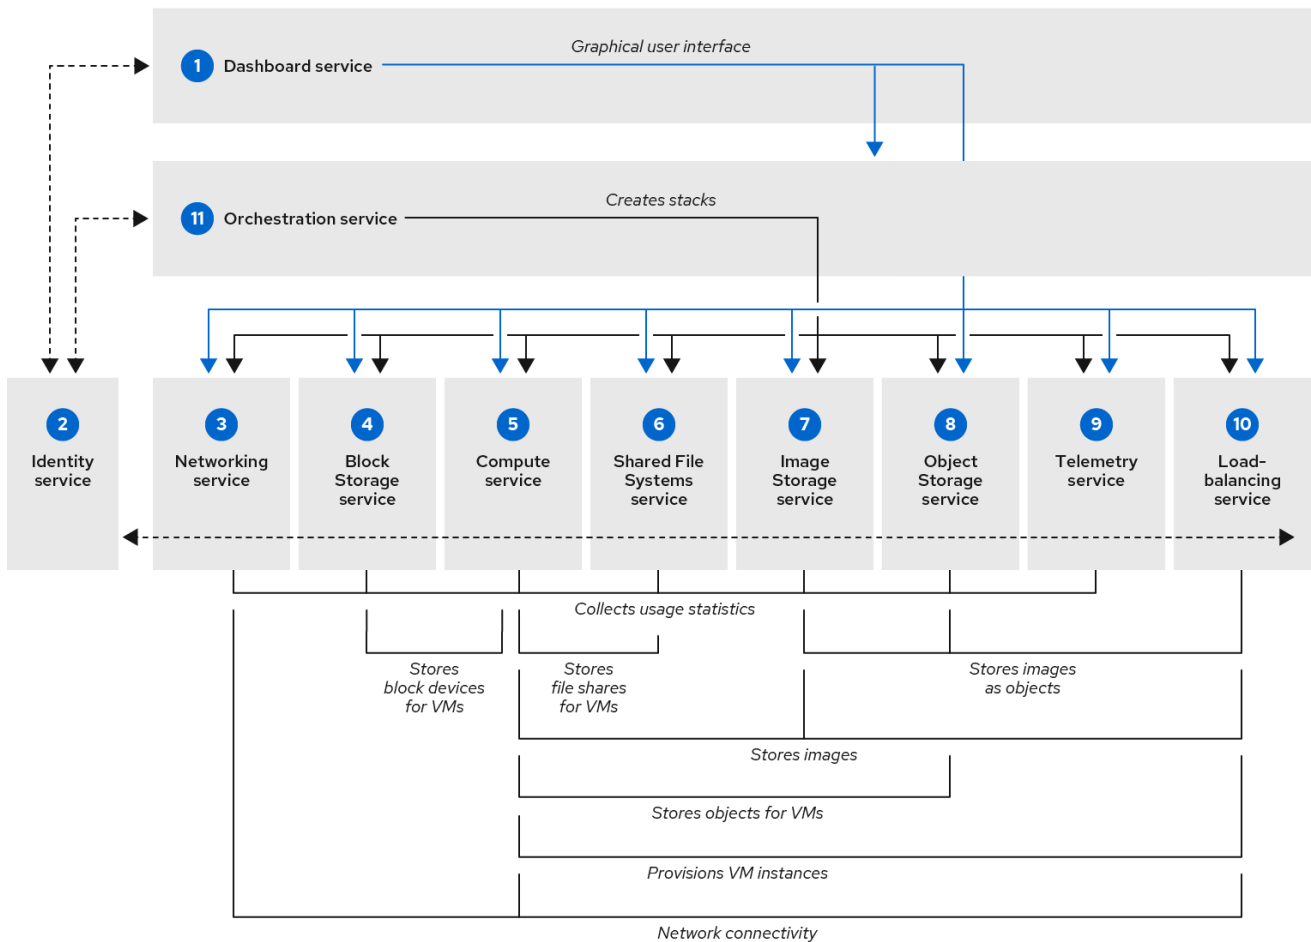 Graphical user interface
1 Dashboard service
Creates stacks
11 Orchestration service
2
Identity
service
3
Networking
service
4
Block
Storage
service
5
Compute
service
6
Shared File
Systems
service
7
Image
Storage
service
8
Object
Storage
service
9
Telemetry
service
10
Load-
balancing
service
Collects usage statistics
Stores
block devices
for VMs
Stores
file shares
for VMs
Stores images
as objects
Stores images
Stores objects for VMs
Provisions VM instances
Network connectivity